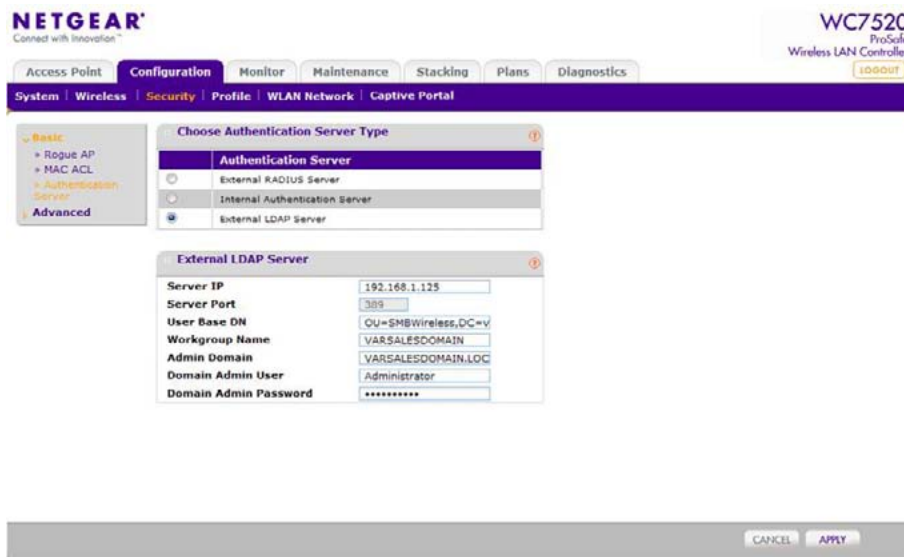 NETGEAR®
Connect with Innovation™
WC7520
ProSafe
Wireless LAN Controlle
Access Point Configuration Monitor Maintenance Stacking Plans Diagnostics
LOGOUT
System Wireless Security Profile WLAN Network Captive Portal
Basic
Rogue AP
MAC ACL
Authentication
Server
Advanced
Choose Authentication Server Type
Authentication Server
External RADIUS Server
Internal Authentication Server
External LDAP Server
External LDAP Server
Server IP 192.168.1.125
Server Port 389
User Base DN OU=SMBWireless,DC=v
Workgroup Name VARSALESDOMAIN
Admin Domain VARSALESDOMAIN.LOC
Domain Admin User Administrator
Domain Admin Password ••••••••••
CANCEL APPLY